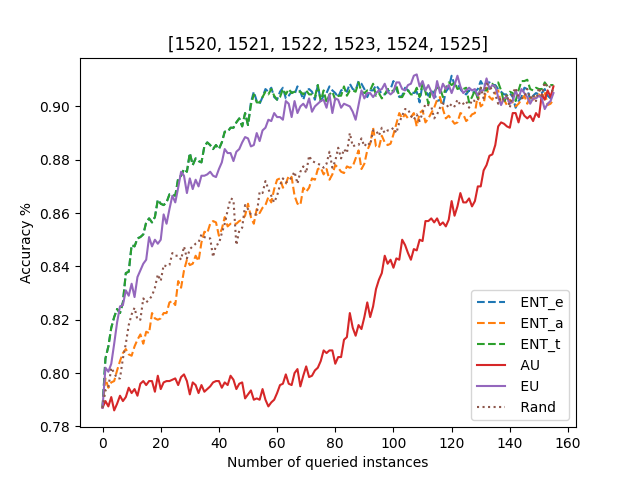 [1520, 1521, 1522, 1523, 1524, 1525]
Accuracy %
0.90
0.88
0.86
0.84
0.82
0.80
0.78
ENT_e
ENT_a
ENT_t
AU
EU
Rand
0 20 40 60 80 100 120 140 160
Number of queried instances